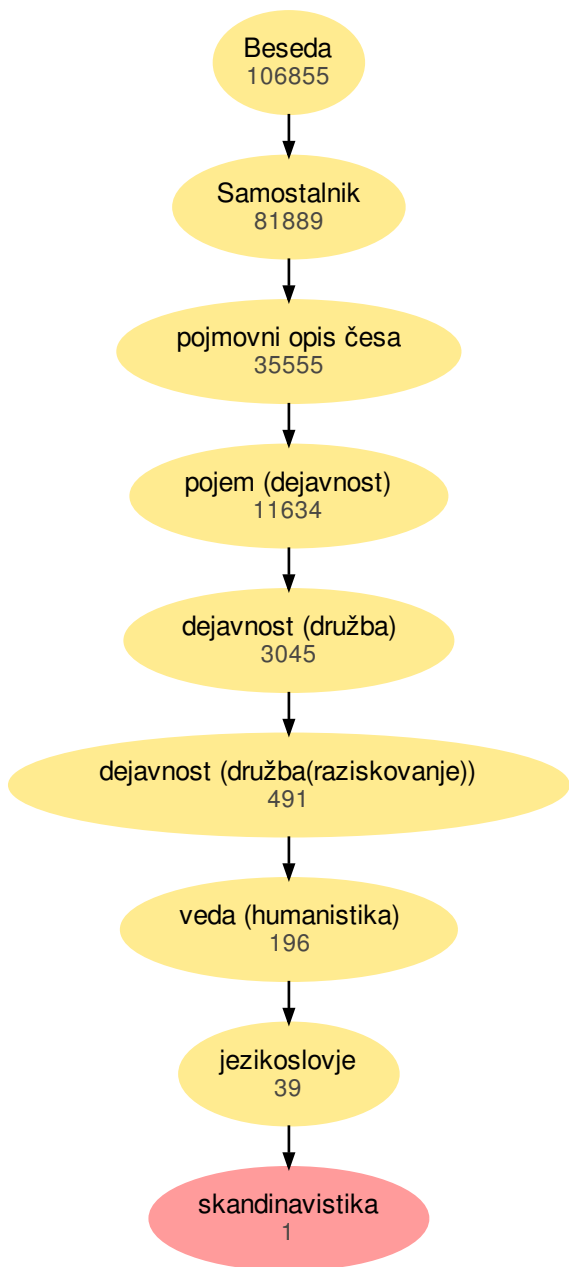 Beseda
106855
Samostalnik
81889
pojmovni opis česa
35555
pojem (dejavnost)
11634
dejavnost (družba)
3045
dejavnost (družba(raziskovanje))
491
veda (humanistika)
196
jezikoslovje
39
skandinavistika
1